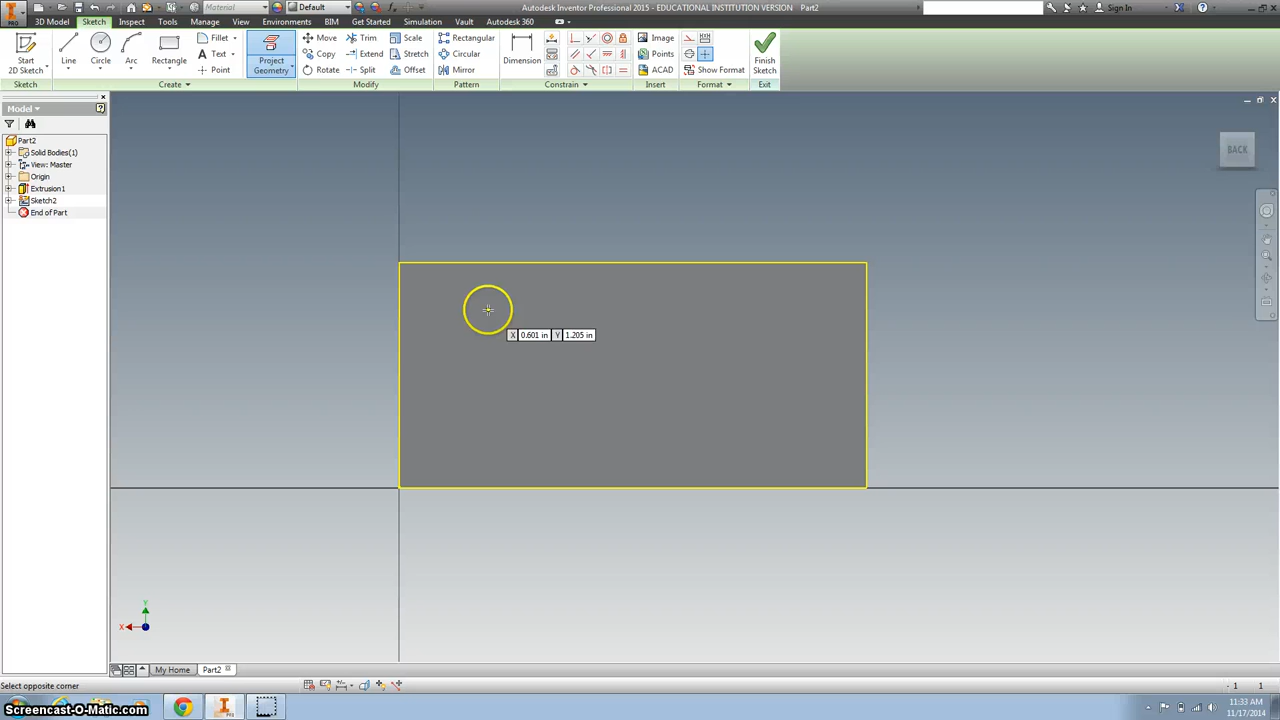 PRO
Material
Default
Autodesk Inventor Professional 2015 - EDUCATIONAL INSTITUTION VERSION Part2
Sign In
3D Model Sketch Inspect Tools Manage View Environments BIM Get Started Simulation Vault Autodesk 360
Start
2D Sketch
Line
Circle
Arc
Rectangle
Fillet
Text
Point
Project
Geometry
Move
Copy
Rotate
Trim
Extend
Split
Scale
Stretch
Offset
Rectangular
Circular
Mirror
Dimension
Image
Points
ACAD
Show Format
Finish
Sketch
Sketch Create Modify Pattern Constrain Insert Format Exit
Model
Part2
Solid Bodies(1)
View: Master
Origin
Extrusion1
Sketch2
End of Part
BACK
X 0.601 in Y 1.205 in
Y
X
My Home Part2
Select opposite corner
1 1
Screencast-O-Matic.com
PRO
11:33 AM
11/17/2014